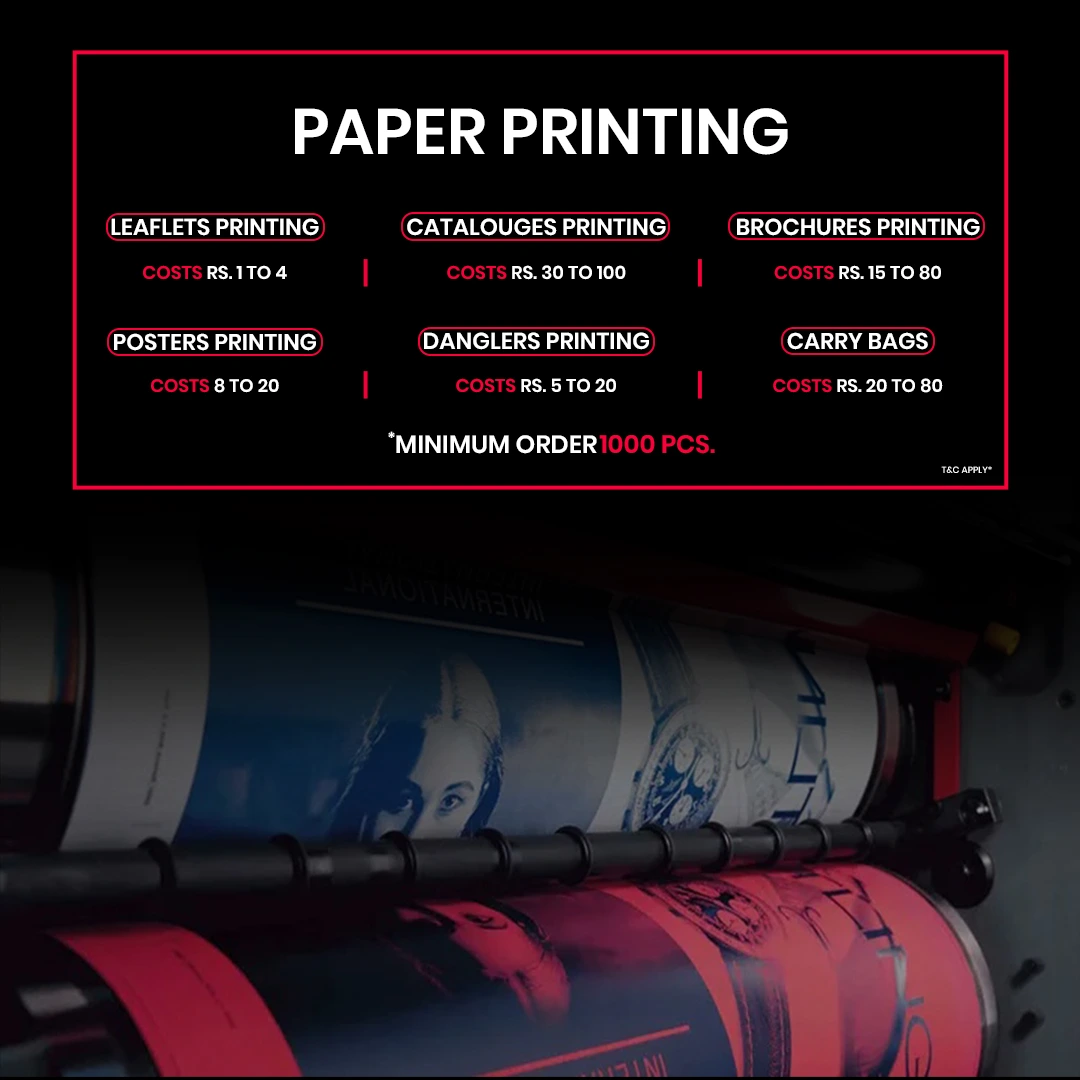 PAPER PRINTING
LEAFLETS PRINTING
COSTS RS. 1 TO 4
CATALOUGES PRINTING
COSTS RS. 30 TO 100
BROCHURES PRINTING
COSTS RS. 15 TO 80
POSTERS PRINTING
COSTS 8 TO 20
DANGLERS PRINTING
COSTS RS. 5 TO 20
CARRY BAGS
COSTS RS. 20 TO 80
*MINIMUM ORDER 1000 PCS.
T&C APPLY*
INTERNATIONAL